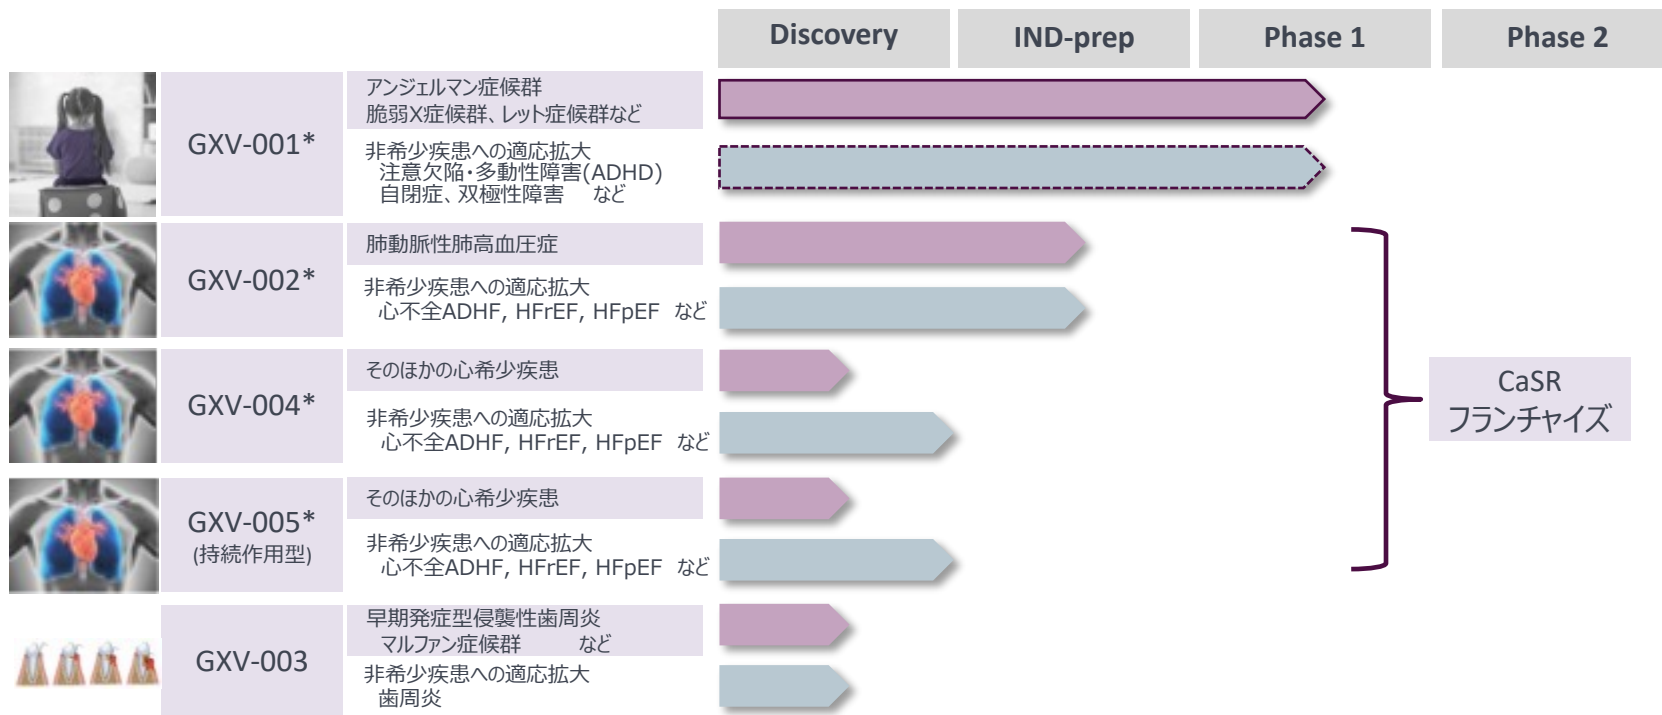 Discovery
IND-prep
Phase 1
Phase 2
GXV-001*
アンジェルマン症候群
脆弱X症候群、レット症候群など
非希少疾患への適応拡大
注意欠陥・多動性障害(ADHD)
自閉症、双極性障害 など
GXV-002*
肺動脈性肺高血圧症
非希少疾患への適応拡大
心不全ADHF, HFrEF, HFpEF など
GXV-004*
そのほかの心希少疾患
非希少疾患への適応拡大
心不全ADHF, HFrEF, HFpEF など
GXV-005*
(持続作用型)
そのほかの心希少疾患
非希少疾患への適応拡大
心不全ADHF, HFrEF, HFpEF など
CaSR
フランチャイズ
GXV-003
早期発症型侵襲性歯周炎
マルファン症候群 など
非希少疾患への適応拡大
歯周炎